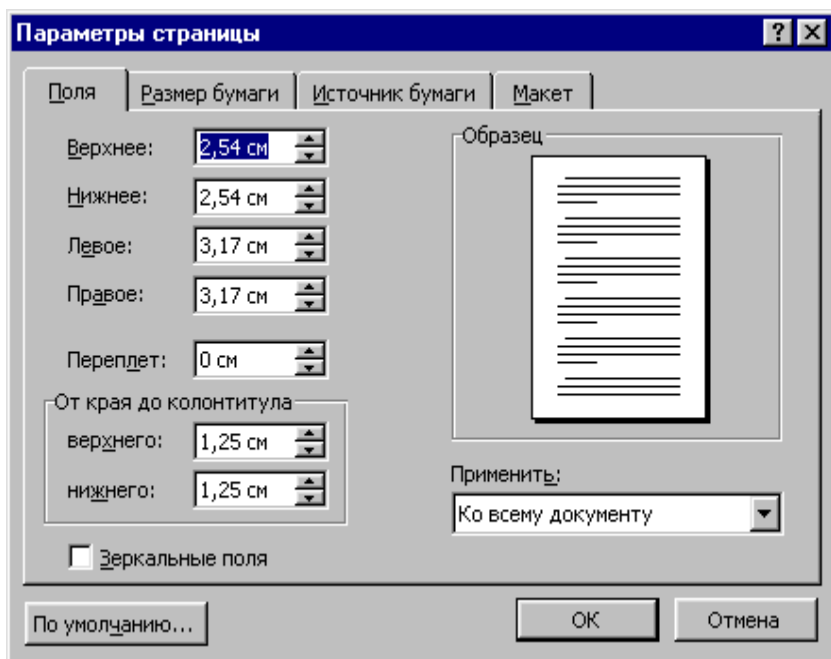 Параметры страницы
Поля Размер бумаги Источник бумаги Макет
Верхнее: 2,54 см
Нижнее: 2,54 см
Левое: 3,17 см
Правое: 3,17 см
Переплет: 0 см
От края до колонтитула
верхнего: 1,25 см
нижнего: 1,25 см
Зеркальные поля
Образец
Применить:
Ко всему документу
По умолчанию... ОК Отмена